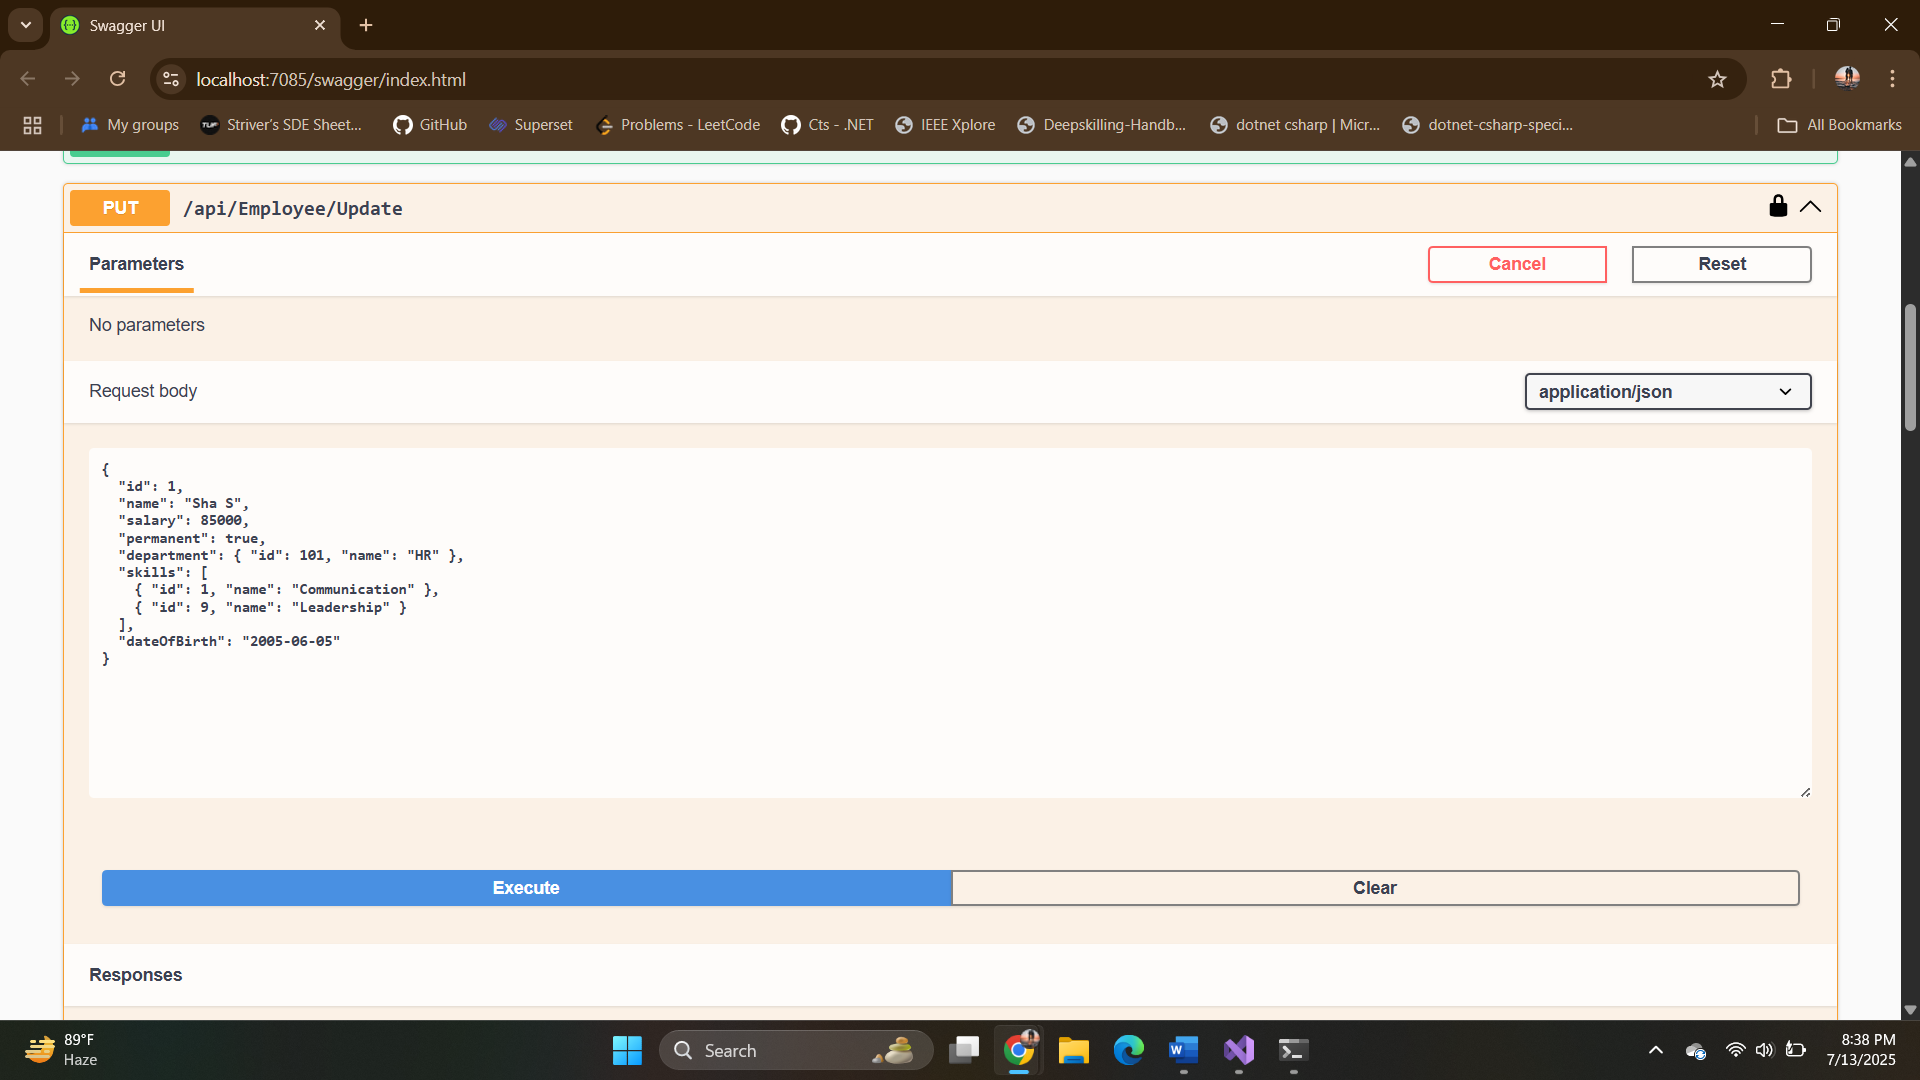 Swagger UI
localhost:7085/swagger/index.html
My groups
Striver's SDE Sheet...
GitHub
Superset
Problems - LeetCode
Cts - .NET
IEEE Xplore
Deepskilling-Handb...
dotnet csharp | Micr...
dotnet-csharp-speci...
All Bookmarks
PUT /api/Employee/Update
Parameters
Cancel
Reset
No parameters
Request body
application/json
{
  "id": 1,
  "name": "Sha S",
  "salary": 85000,
  "permanent": true,
  "department": { "id": 101, "name": "HR" },
  "skills": [
    { "id": 1, "name": "Communication" },
    { "id": 9, "name": "Leadership" }
  ],
  "dateOfBirth": "2005-06-05"
}
Execute
Clear
Responses
89°F
Haze
Search
8:38 PM
7/13/2025